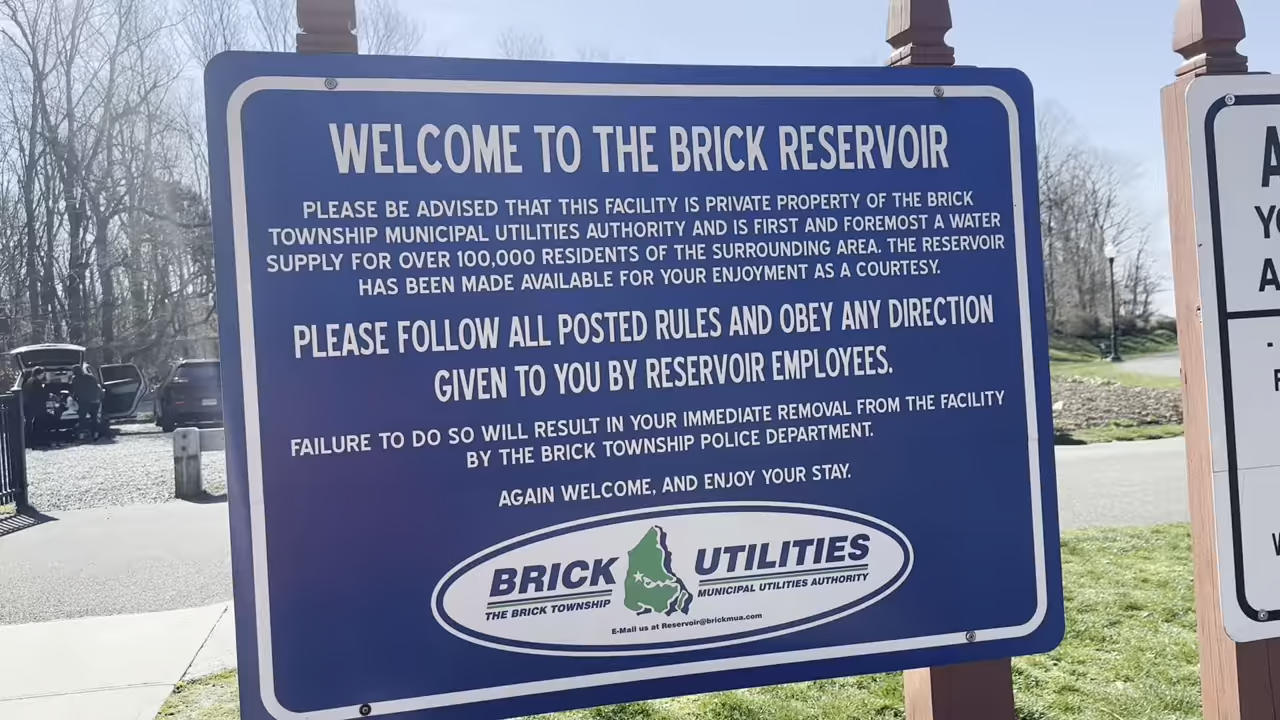 WELCOME TO THE BRICK RESERVOIR
PLEASE BE ADVISED THAT THIS FACILITY IS PRIVATE PROPERTY OF THE BRICK
TOWNSHIP MUNICIPAL UTILITIES AUTHORITY AND IS FIRST AND FOREMOST A WATER
SUPPLY FOR OVER 100,000 RESIDENTS OF THE SURROUNDING AREA. THE RESERVOIR
HAS BEEN MADE AVAILABLE FOR YOUR ENJOYMENT AS A COURTESY.
PLEASE FOLLOW ALL POSTED RULES AND OBEY ANY DIRECTION
GIVEN TO YOU BY RESERVOIR EMPLOYEES.
FAILURE TO DO SO WILL RESULT IN YOUR IMMEDIATE REMOVAL FROM THE FACILITY
BY THE BRICK TOWNSHIP POLICE DEPARTMENT.
AGAIN WELCOME, AND ENJOY YOUR STAY.
BRICK UTILITIES
THE BRICK TOWNSHIP MUNICIPAL UTILITIES AUTHORITY
E-Mail us at Reservoir@brickmua.com